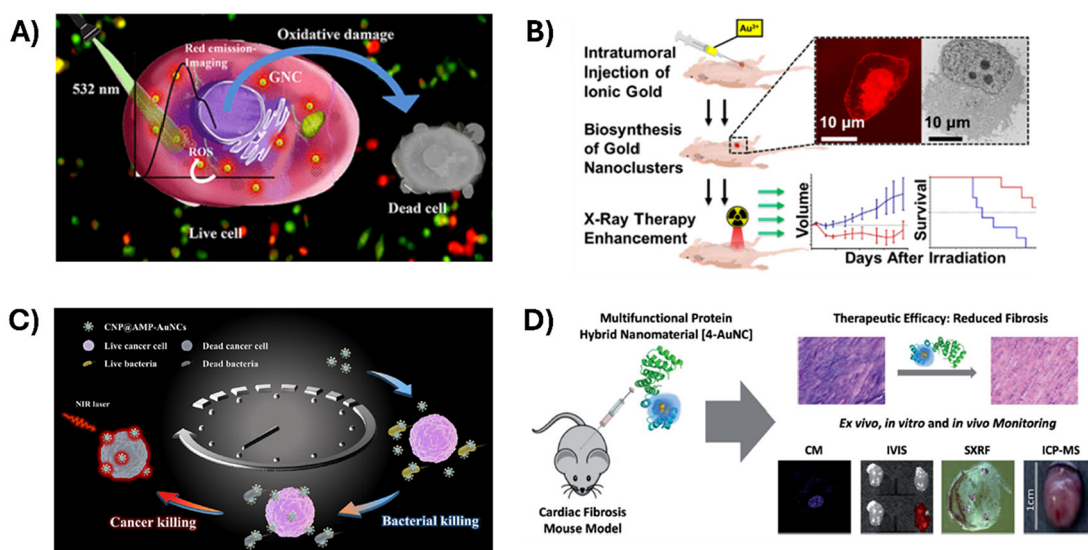 A)
Oxidative damage
Red emission-
Imaging
GNC
532 nm
ROS
Dead cell
Live cell
B)
Au³⁺
Intratumoral
Injection of
Ionic Gold
10 µm
10 µm
Biosynthesis
of Gold
Nanoclusters
X-Ray Therapy
Enhancement
Volume
Survival
Days After Irradiation
C)
CNP@AMP-AuNCs
Live cancer cell
Dead cancer cell
Live bacteria
Dead bacteria
NIR laser
Cancer killing
Bacterial killing
D)
Multifunctional Protein
Hybrid Nanomaterial [4-AuNC]
Cardiac Fibrosis
Mouse Model
Therapeutic Efficacy: Reduced Fibrosis
Ex vivo, in vitro and in vivo Monitoring
CM
IVIS
SXRF
ICP-MS
1cm